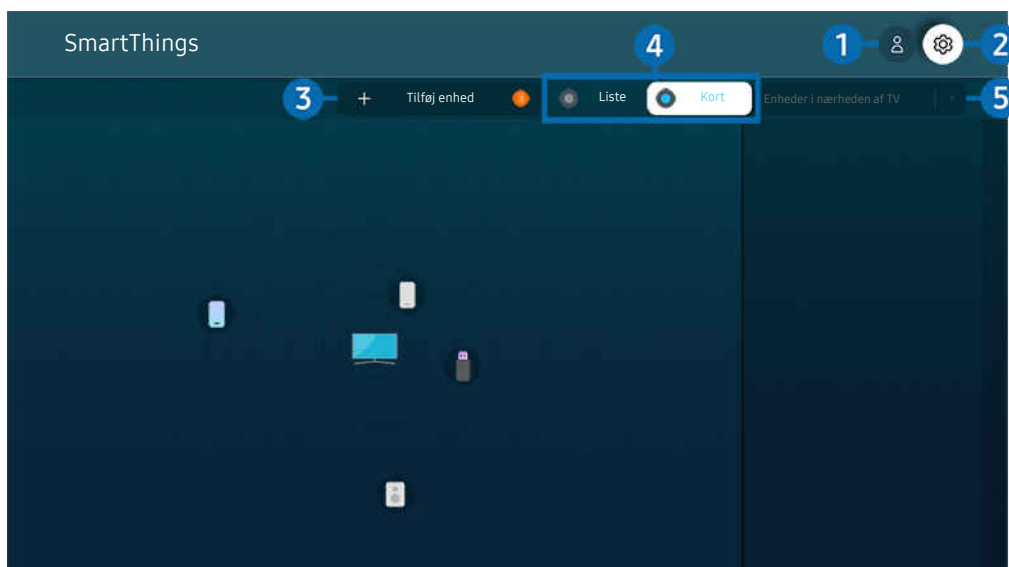 SmartThings
4
1
2
3
Tilføj enhed
Liste
Kort
Enheder i nærheden af TV
5